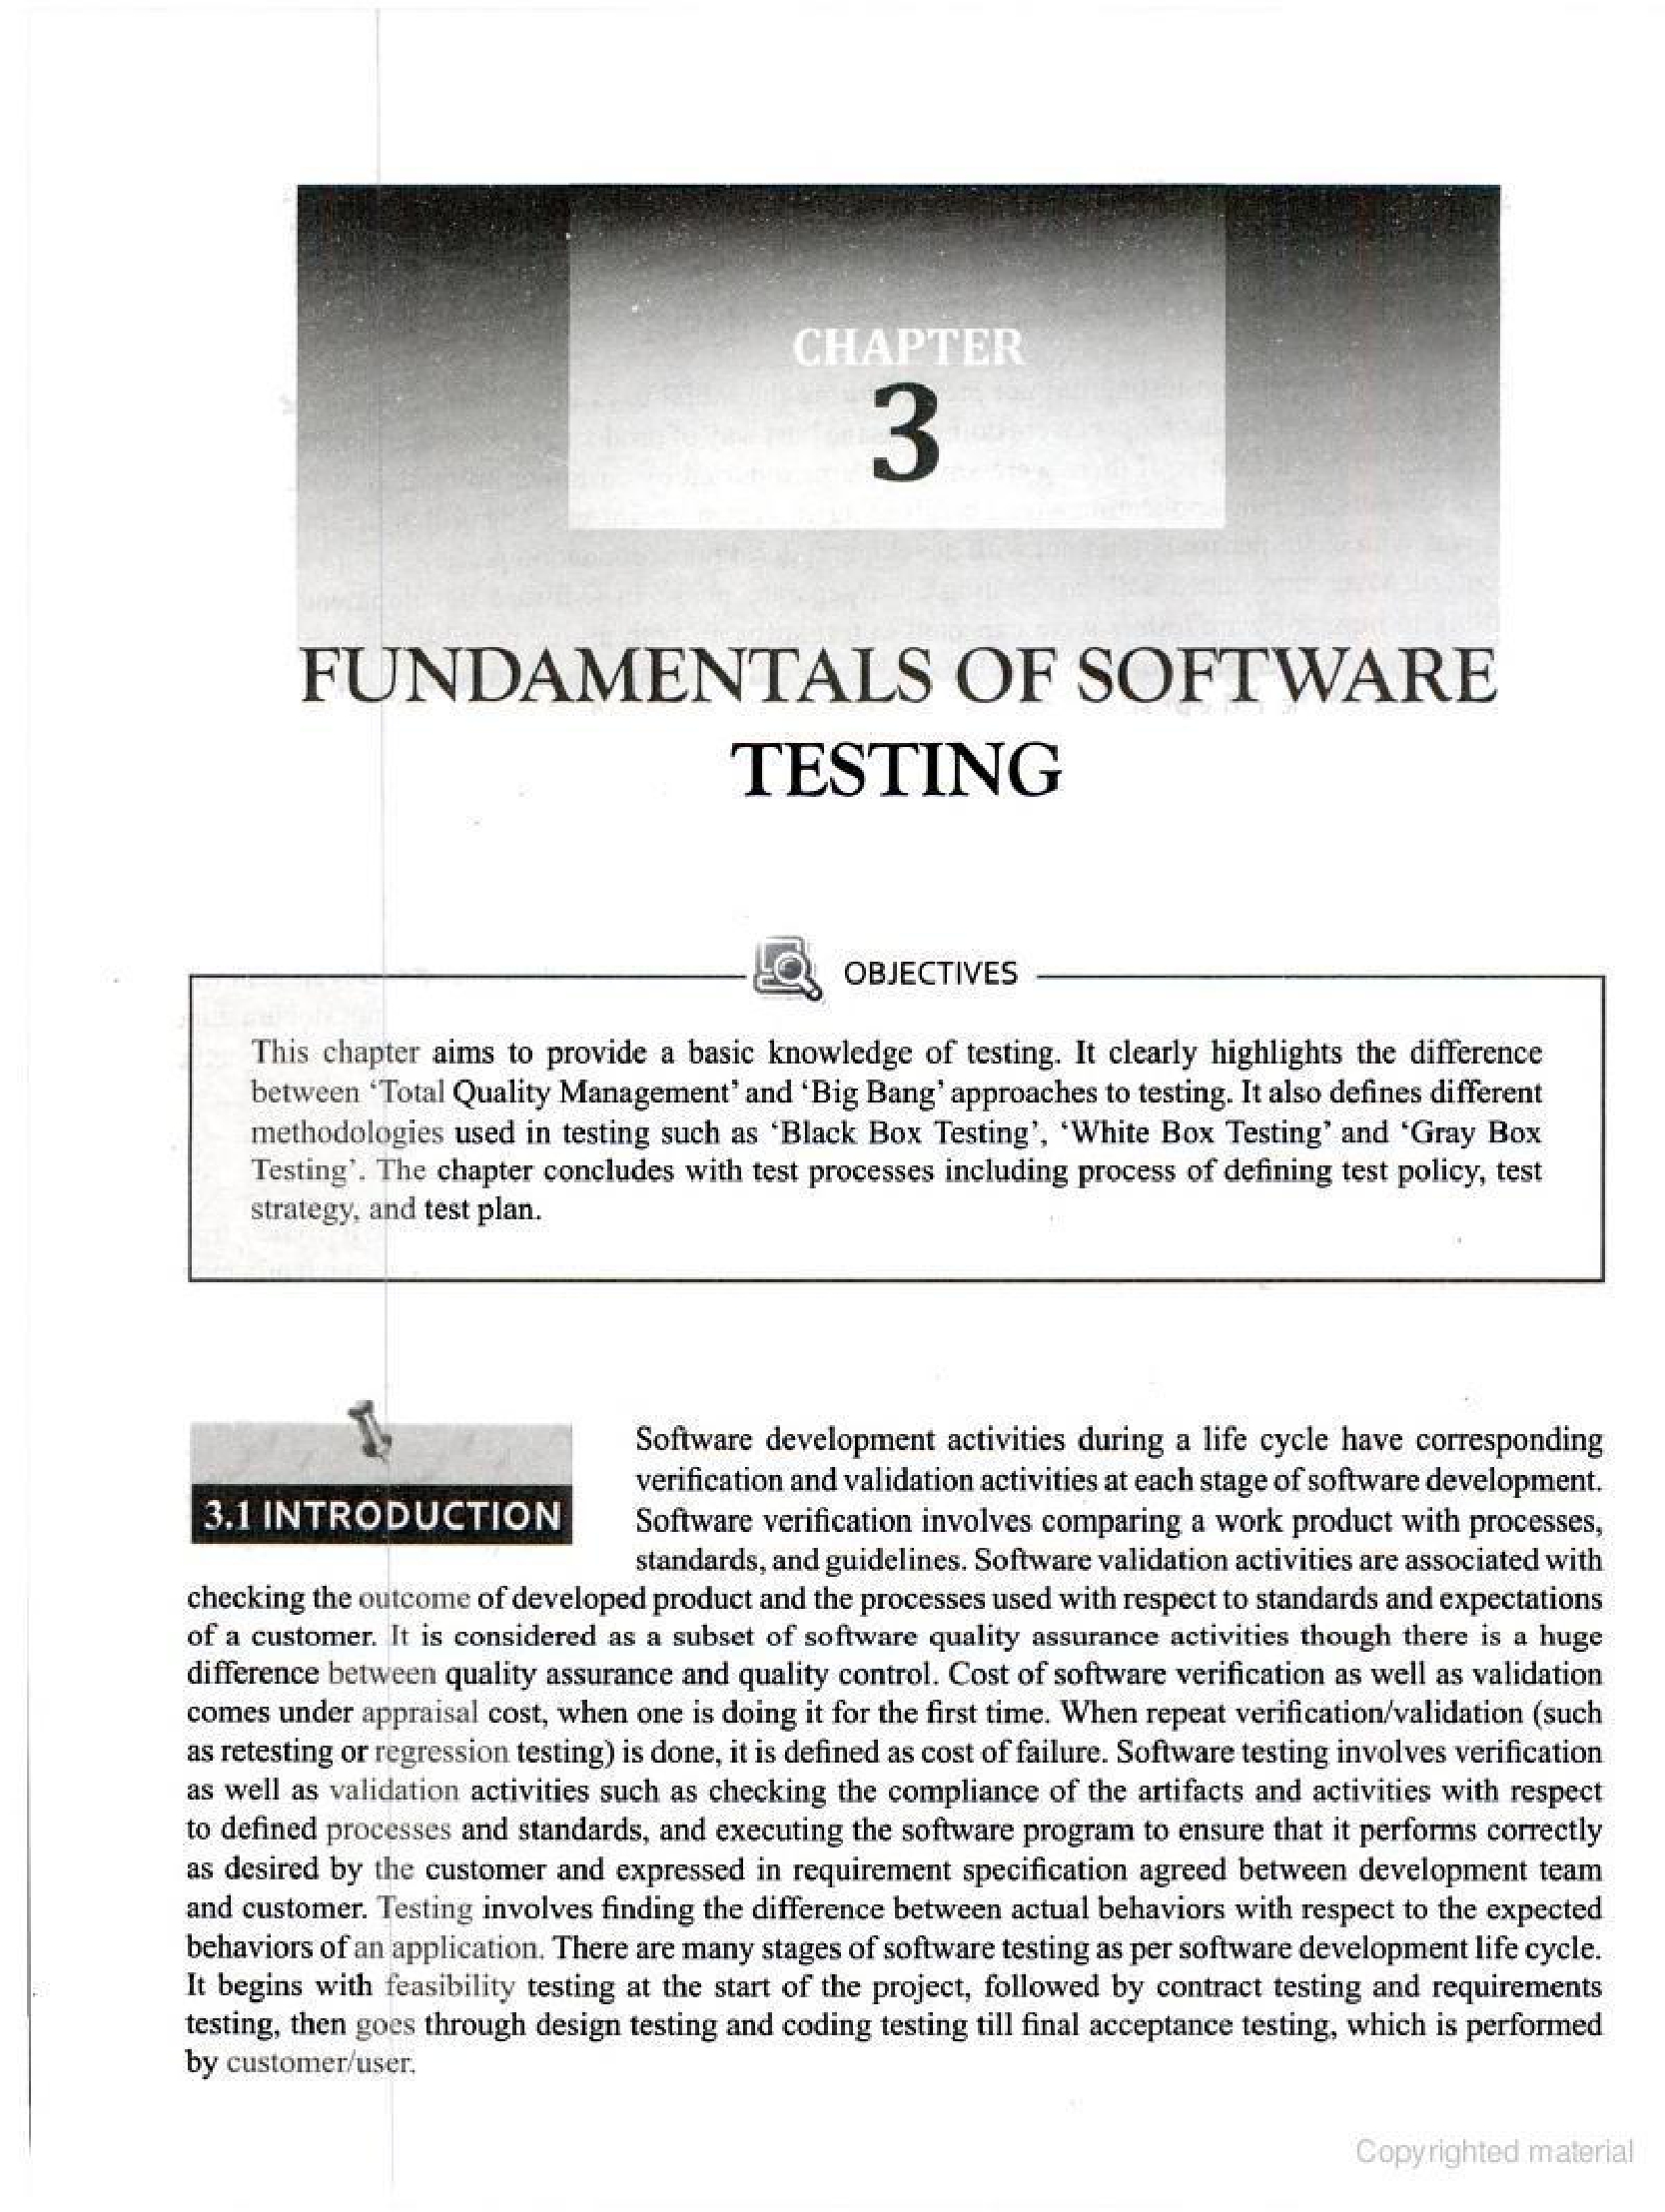 CHAPTER
3
FUNDAMENTALS OF SOFTWARE
TESTING
OBJECTIVES
This chapter aims to provide a basic knowledge of testing. It clearly highlights the difference
between ‘Total Quality Management’ and ‘Big Bang’ approaches to testing. It also defines different
methodologies used in testing such as ‘Black Box Testing’, ‘White Box Testing’ and ‘Gray Box
Testing’. The chapter concludes with test processes including process of defining test policy, test
strategy, and test plan.
3.1 INTRODUCTION
Software development activities during a life cycle have corresponding
verification and validation activities at each stage of software development.
Software verification involves comparing a work product with processes,
standards, and guidelines. Software validation activities are associated with
checking the outcome of developed product and the processes used with respect to standards and expectations
of a customer. It is considered as a subset of software quality assurance activities though there is a huge
difference between quality assurance and quality control. Cost of software verification as well as validation
comes under appraisal cost, when one is doing it for the first time. When repeat verification/validation (such
as retesting or regression testing) is done, it is defined as cost of failure. Software testing involves verification
as well as validation activities such as checking the compliance of the artifacts and activities with respect
to defined processes and standards, and executing the software program to ensure that it performs correctly
as desired by the customer and expressed in requirement specification agreed between development team
and customer. Testing involves finding the difference between actual behaviors with respect to the expected
behaviors of an application. There are many stages of software testing as per software development life cycle.
It begins with feasibility testing at the start of the project, followed by contract testing and requirements
testing, then goes through design testing and coding testing till final acceptance testing, which is performed
by customer/user.
Copyrighted material